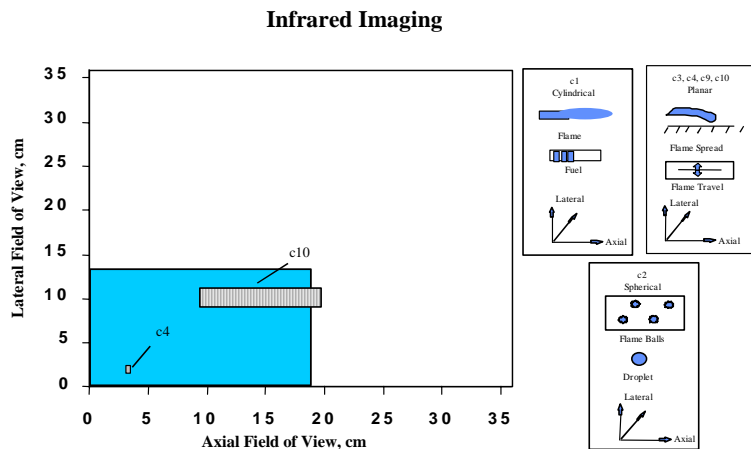 Infrared Imaging
Lateral Field of View, cm
35
30
25
20
15
10
5
0
c10
c4
0 5 10 15 20 25 30 35
Axial Field of View, cm
c1
Cylindrical
Flame
Fuel
Lateral
Axial
c3, c4, c9, c10
Planar
Flame Spread
Flame Travel
Lateral
Axial
c2
Spherical
Flame Balls
Droplet
Lateral
Axial